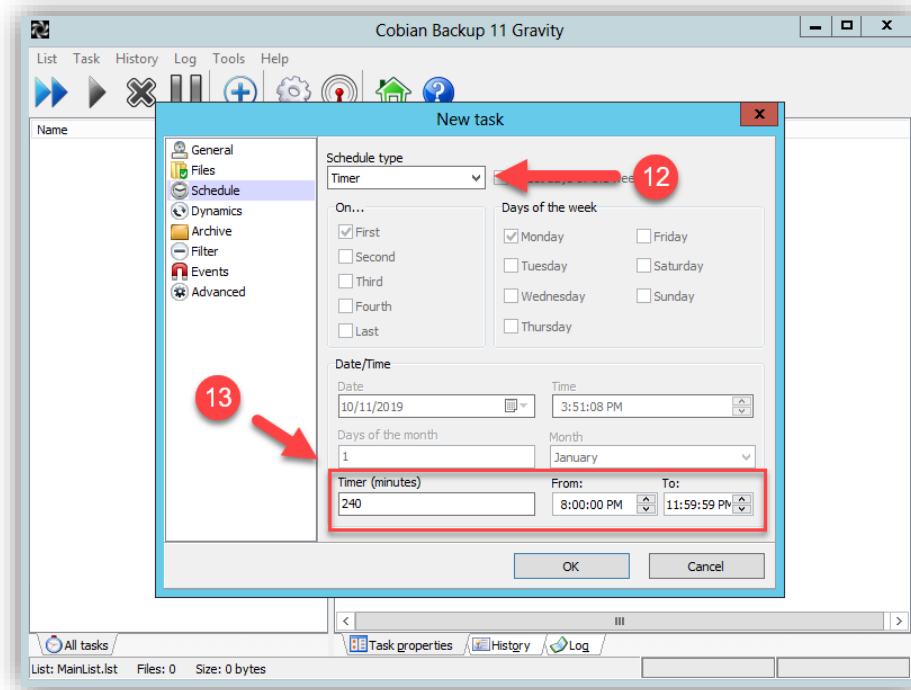 Cobian Backup 11 Gravity
List Task History Log Tools Help
Name
New task
General
Files
Schedule
Dynamics
Archive
Filter
Events
Advanced
Schedule type
Timer
12
On...
First
Second
Third
Fourth
Last
Days of the week
Monday
Tuesday
Wednesday
Thursday
Friday
Saturday
Sunday
Date/Time
Date
10/11/2019
Time
3:51:08 PM
13
Days of the month
1
Month
January
Timer (minutes)
240
From:
8:00:00 PM
To:
11:59:59 PM
OK
Cancel
All tasks
Task properties
History
Log
List: MainList.lst Files: 0 Size: 0 bytes